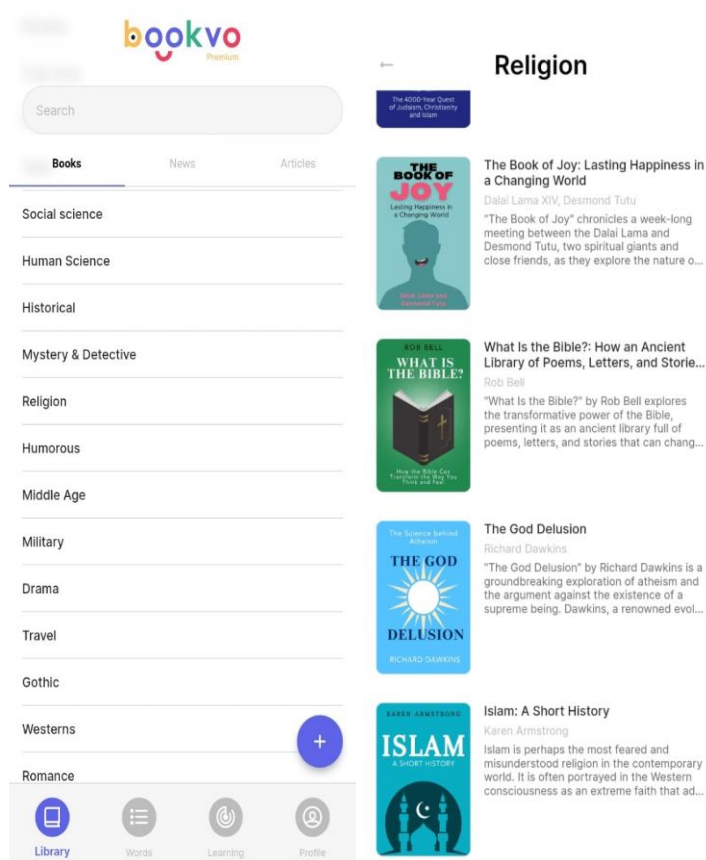 bookvo
Premium
Search
Books
News
Articles
Social science
Human Science
Historical
Mystery & Detective
Religion
Humorous
Middle Age
Military
Drama
Travel
Gothic
Westerns
+
Romance
Library
Words
Learning
Profile
←
Religion
The 4000-Year Quest
of Judaism, Christianity
and Islam
THE
BOOK OF
JOY
Lasting Happiness in
a Changing World
Dalai Lama and
Desmond Tutu
The Book of Joy: Lasting Happiness in
a Changing World
Dalai Lama XIV, Desmond Tutu
"The Book of Joy" chronicles a week-long
meeting between the Dalai Lama and
Desmond Tutu, two spiritual giants and
close friends, as they explore the nature o...
ROB BELL
WHAT IS
THE BIBLE?
How the Bible Can
Transform the Way You
Think and Feel
What Is the Bible?: How an Ancient
Library of Poems, Letters, and Storie...
Rob Bell
"What Is the Bible?" by Rob Bell explores
the transformative power of the Bible,
presenting it as an ancient library full of
poems, letters, and stories that can chang...
The Science behind
Atheism
THE GOD
DELUSION
RICHARD DAWKINS
The God Delusion
Richard Dawkins
"The God Delusion" by Richard Dawkins is a
groundbreaking exploration of atheism and
the argument against the existence of a
supreme being. Dawkins, a renowned evol...
KAREN ARMSTRONG
ISLAM
A SHORT HISTORY
Islam: A Short History
Karen Armstrong
Islam is perhaps the most feared and
misunderstood religion in the contemporary
world. It is often portrayed in the Western
consciousness as an extreme faith that ad...